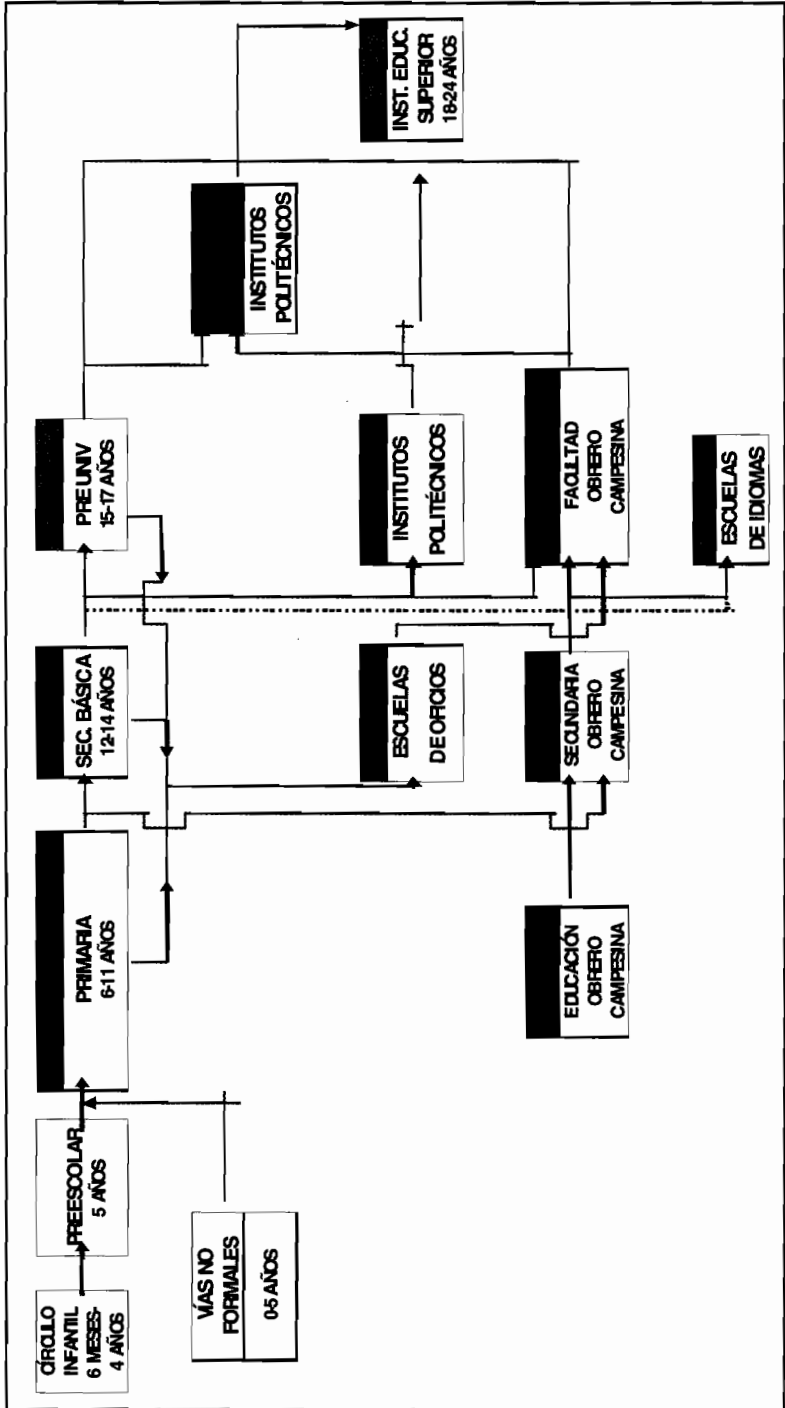 CÍRCULO
INFANTIL
6 MESES-
4 AÑOS
PREESCOLAR
5 AÑOS
PRIMARIA
6-11 AÑOS
SEC. BÁSICA
12-14 AÑOS
PRE UNIV
15-17 AÑOS
VÍAS NO
FORMALES
0-5 AÑOS
INSTITUTOS
POLITÉCNICOS
ESCUELAS
DE OFICIOS
INSTITUTOS
POLITÉCNICOS
INST. EDUC.
SUPERIOR
18-24 AÑOS
EDUCACIÓN
OBRERO
CAMPESINA
SECUNDARIA
OBRERO
CAMPESINA
FACULTAD
OBRERO
CAMPESINA
ESCUELAS
DE IDIOMAS